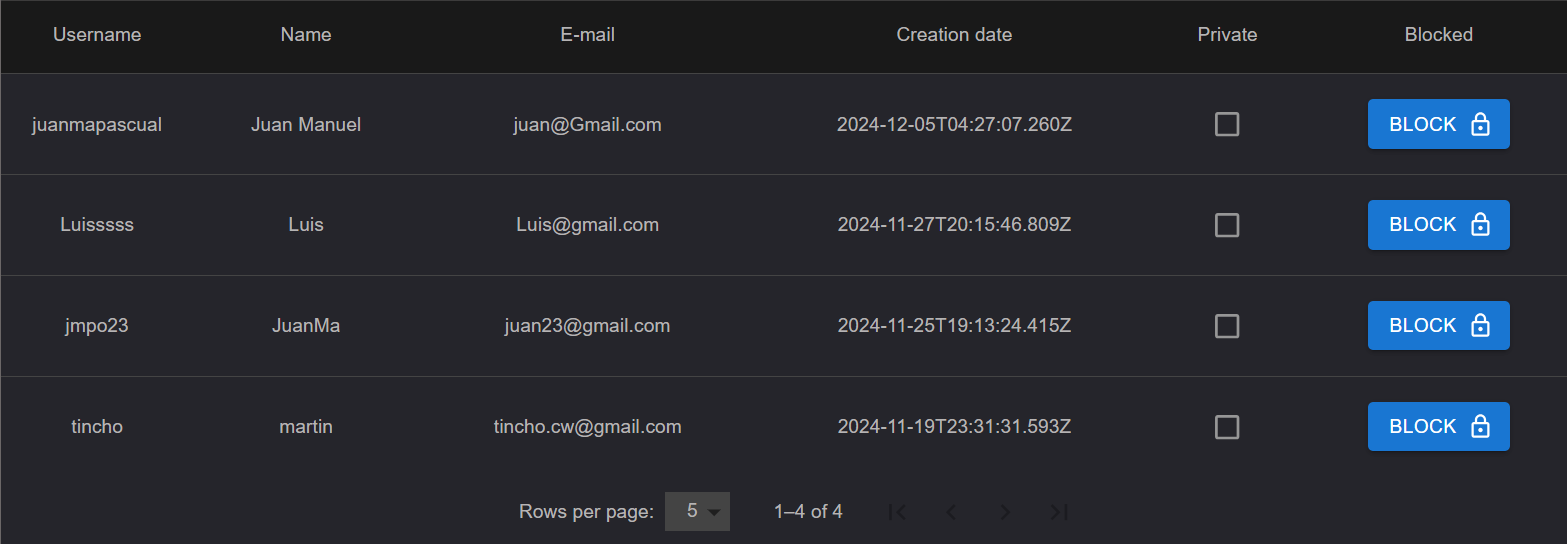 Username Name E-mail Creation date Private Blocked
juanmapascual Juan Manuel juan@Gmail.com 2024-12-05T04:27:07.260Z BLOCK
Luisssss Luis Luis@gmail.com 2024-11-27T20:15:46.809Z BLOCK
jmpo23 JuanMa juan23@gmail.com 2024-11-25T19:13:24.415Z BLOCK
tincho martin tincho.cw@gmail.com 2024-11-19T23:31:31.593Z BLOCK
Rows per page: 5 1–4 of 4